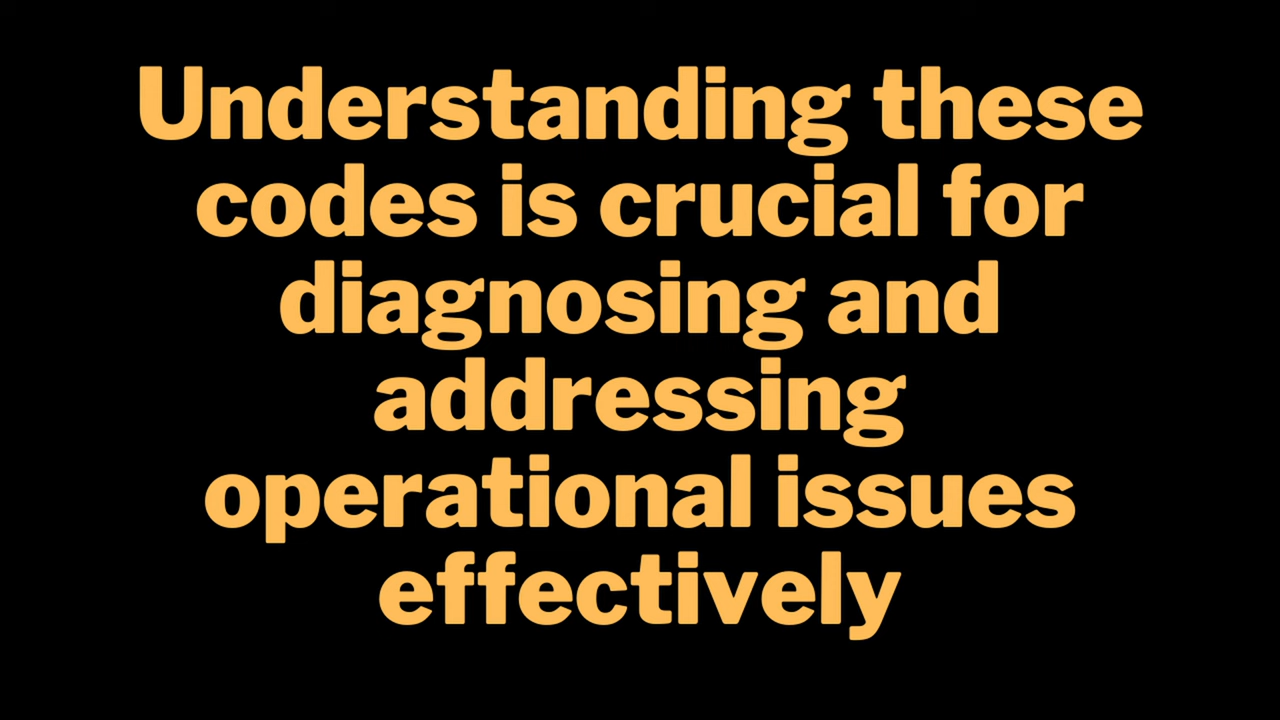 Understanding these
codes is crucial for
diagnosing and
addressing
operational issues
effectively